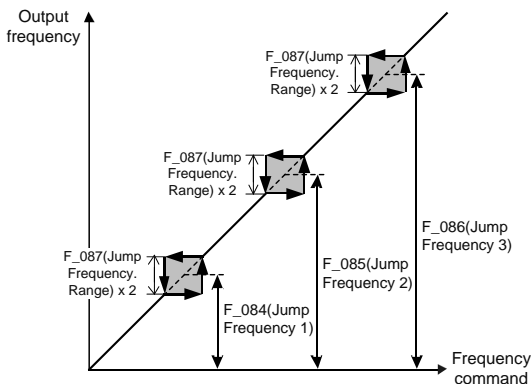 Output
frequency
F_087(Jump
Frequency.
Range) x 2
F_087(Jump
Frequency.
Range) x 2
F_086(Jump
Frequency 3)
F_087(Jump
Frequency.
Range) x 2
F_085(Jump
Frequency 2)
F_084(Jump
Frequency 1)
Frequency
command